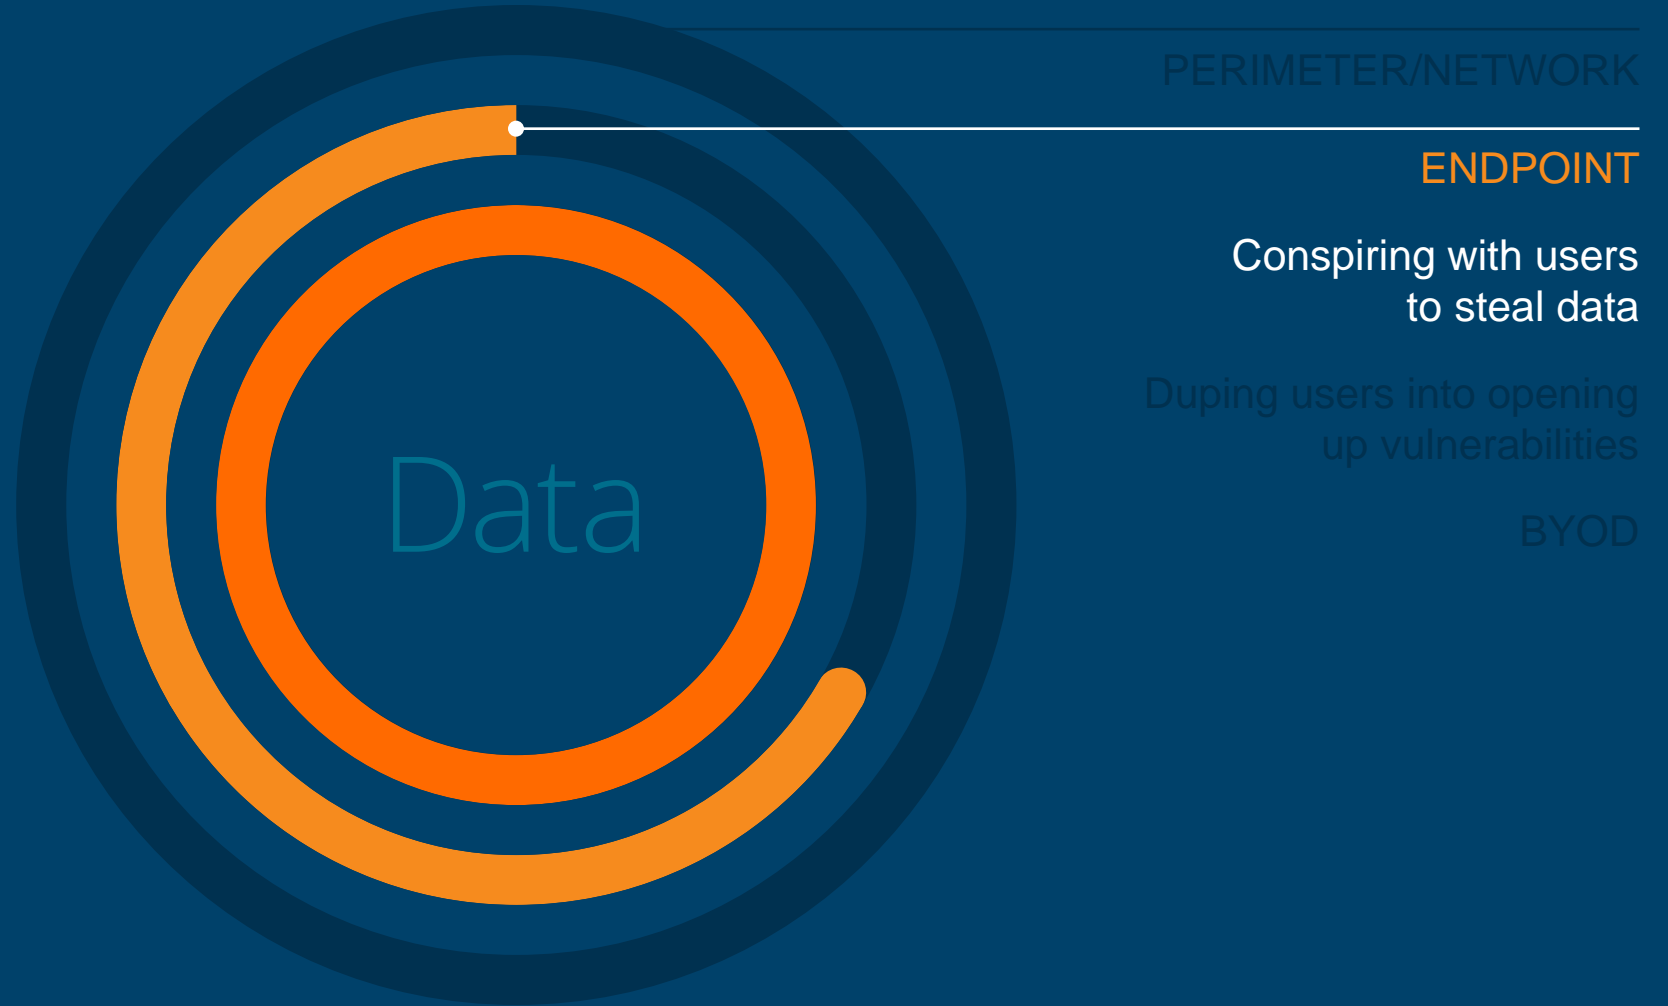 PERIMETER/NETWORK
ENDPOINT
Conspiring with users
to steal data
Duping users into opening
up vulnerabilities
BYOD
Data